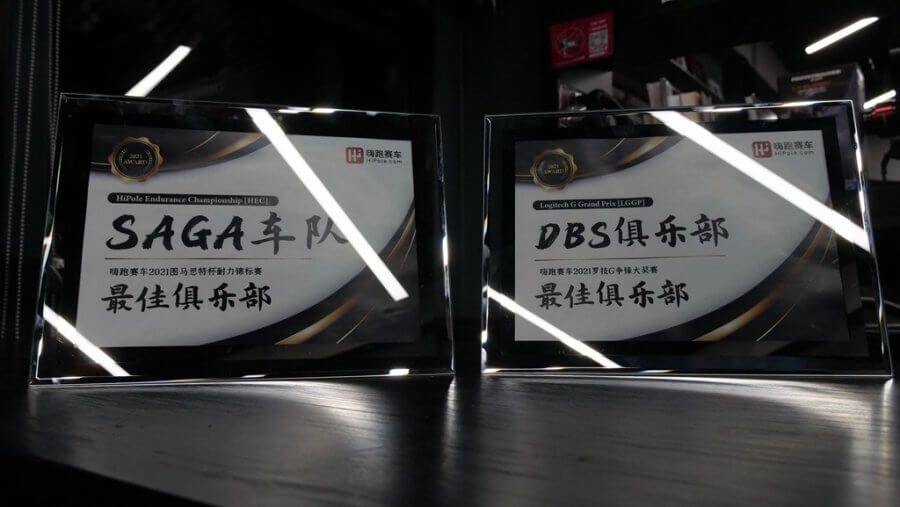 2021
AWARD
嗨跑赛车
HiPole.com
HiPole Endurance Championship [HEC]
SAGA车队
嗨跑赛车2021图马思特杯耐力锦标赛
最佳俱乐部
2021
AWARD
嗨跑赛车
HiPole.com
Logitech G Grand Prix [LGGP]
DBS俱乐部
嗨跑赛车2021罗技G争锋大奖赛
最佳俱乐部